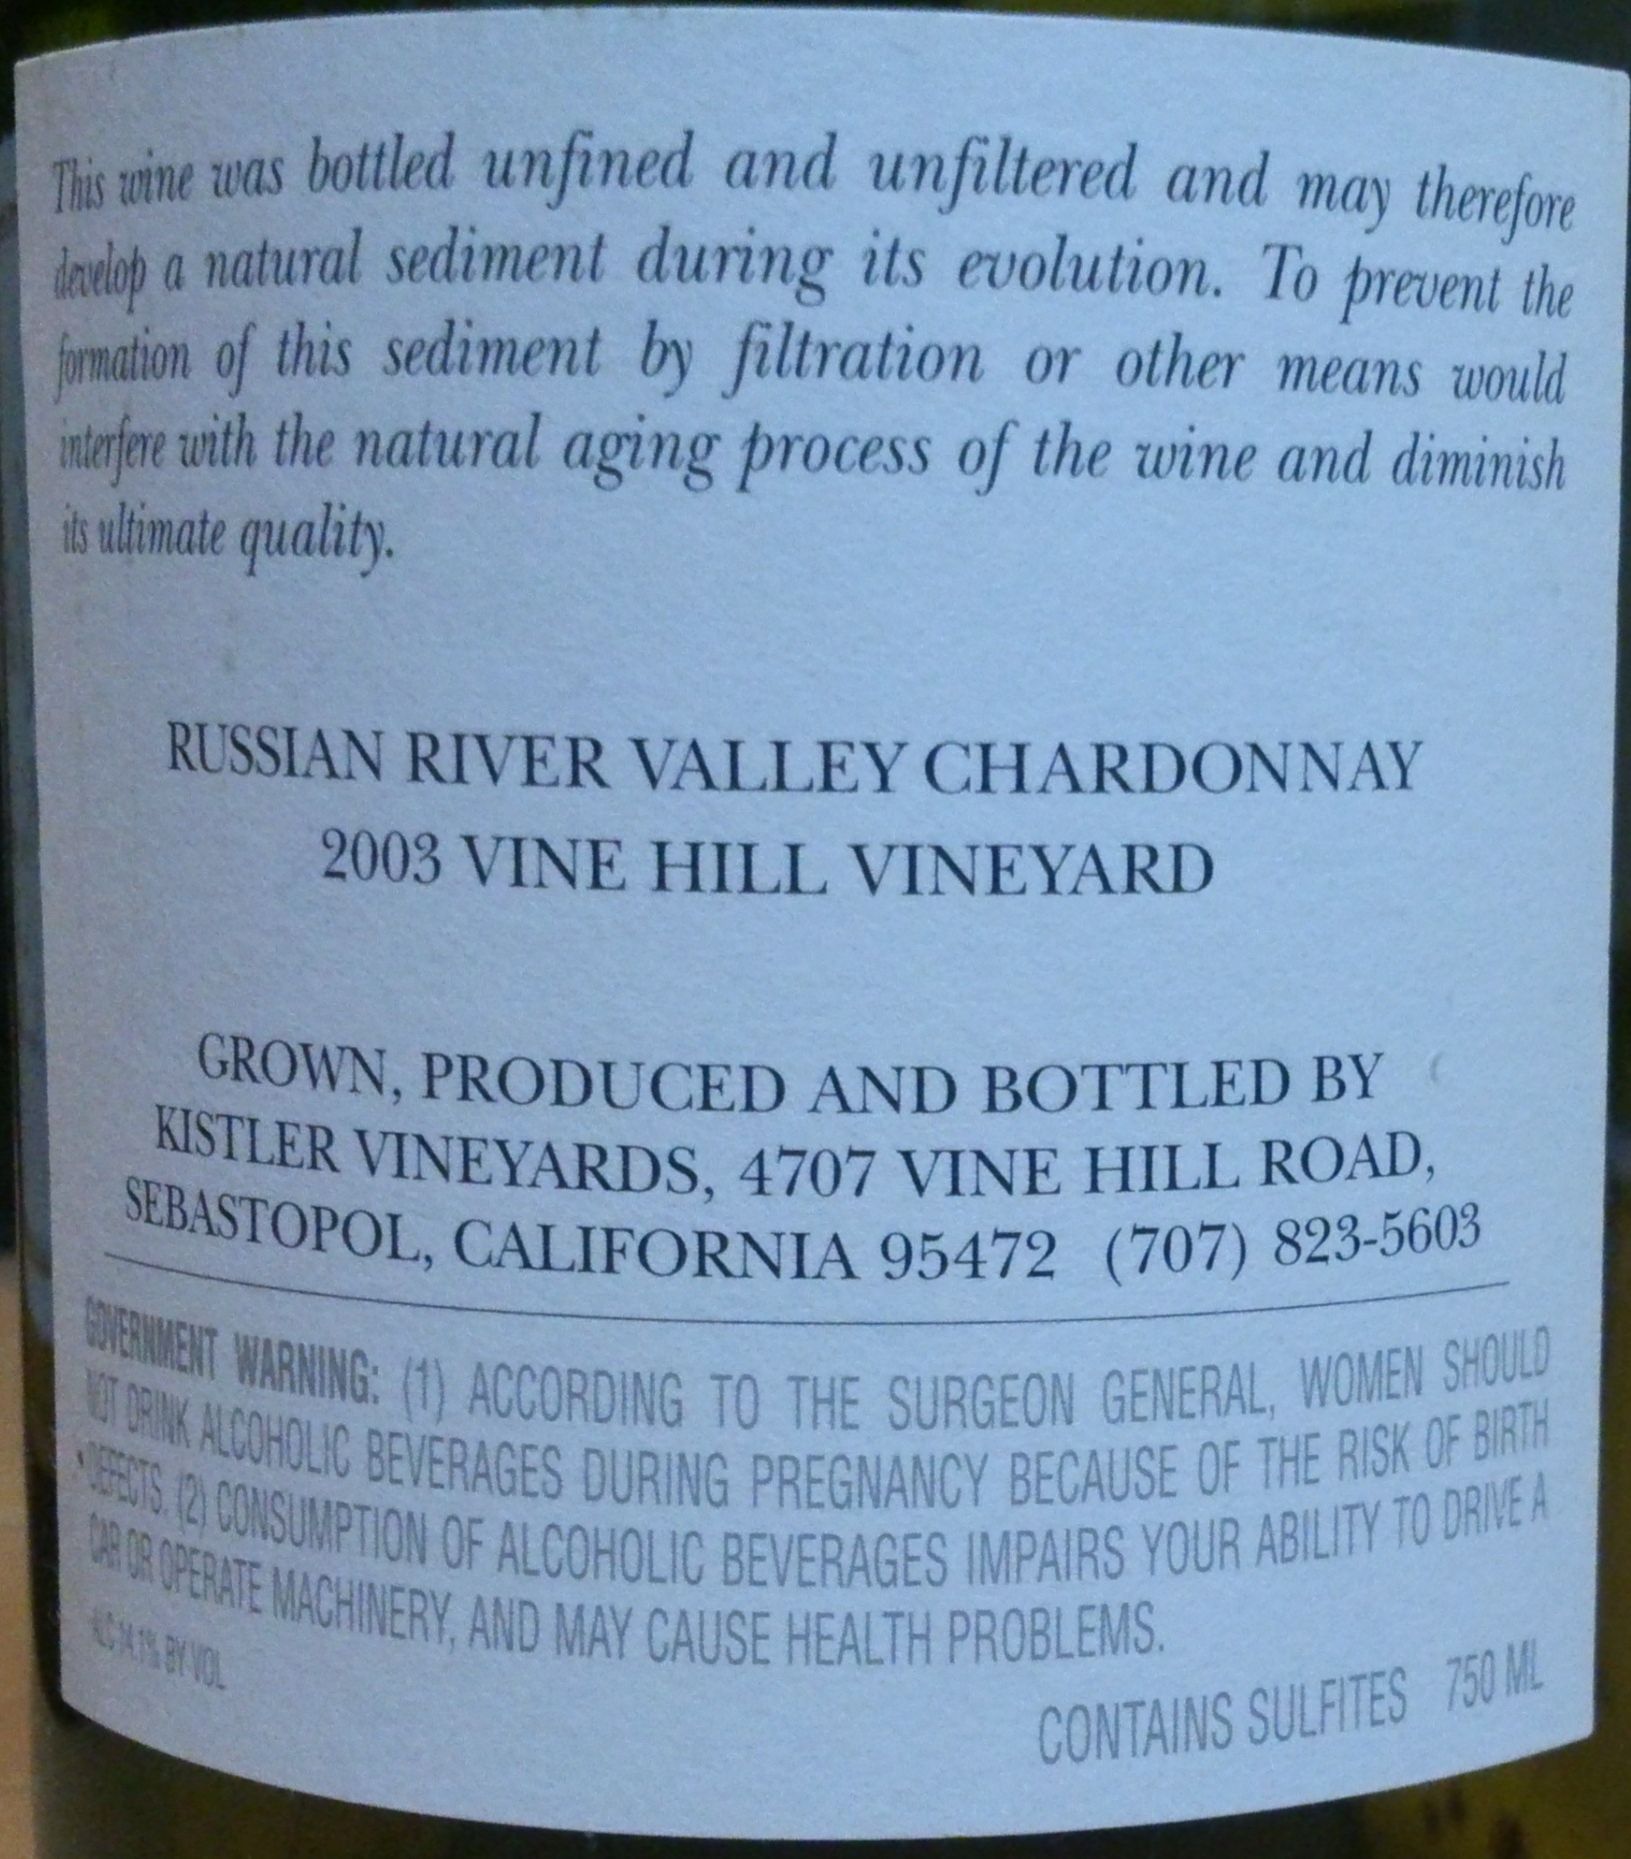 This wine was bottled unfined and unfiltered and may therefore
develop a natural sediment during its evolution. To prevent the
formation of this sediment by filtration or other means would
interfere with the natural aging process of the wine and diminish
its ultimate quality.
RUSSIAN RIVER VALLEY CHARDONNAY
2003 VINE HILL VINEYARD
GROWN, PRODUCED AND BOTTLED BY
KISTLER VINEYARDS, 4707 VINE HILL ROAD,
SEBASTOPOL, CALIFORNIA 95472 (707) 823-5603
GOVERNMENT WARNING: (1) ACCORDING TO THE SURGEON GENERAL, WOMEN SHOULD
NOT DRINK ALCOHOLIC BEVERAGES DURING PREGNANCY BECAUSE OF THE RISK OF BIRTH
DEFECTS. (2) CONSUMPTION OF ALCOHOLIC BEVERAGES IMPAIRS YOUR ABILITY TO DRIVE A
CAR OR OPERATE MACHINERY, AND MAY CAUSE HEALTH PROBLEMS.
ALC 14.1% BY VOL
CONTAINS SULFITES 750 ML